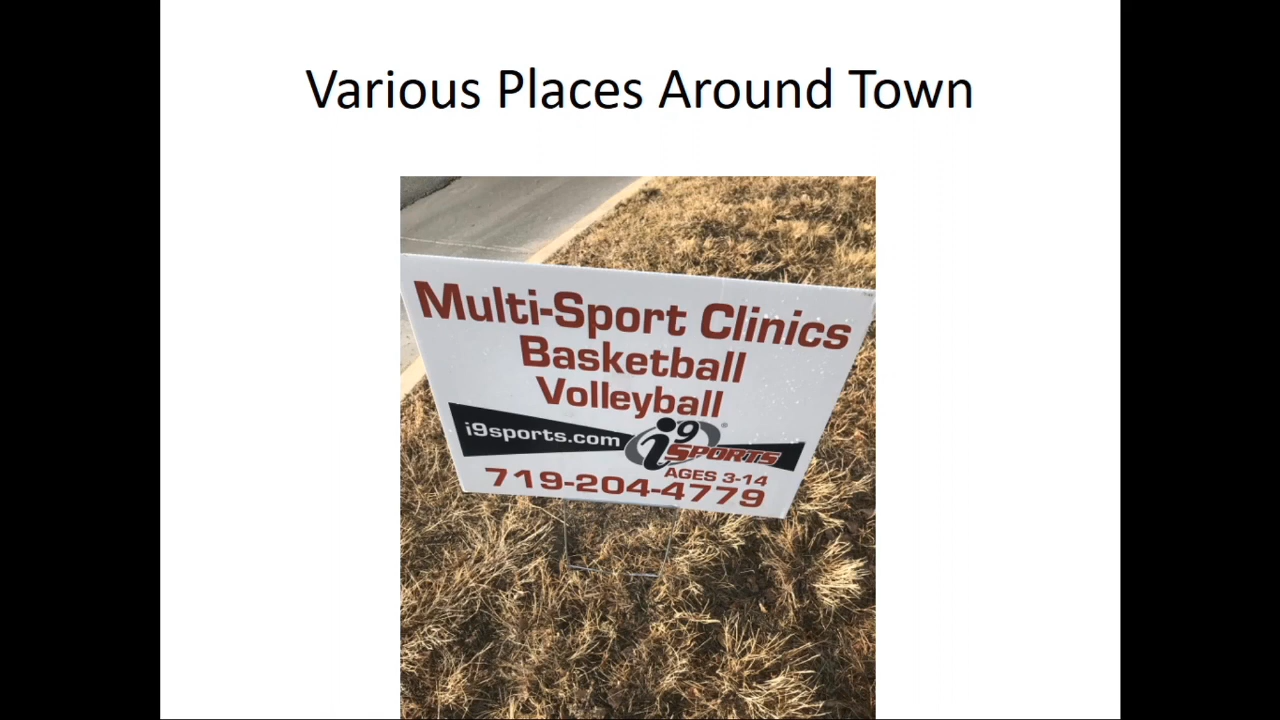 Various Places Around Town
Multi-Sport Clinics
Basketball
Volleyball
i9sports.com
i9 SPORTS®
AGES 3-14
719-204-4779